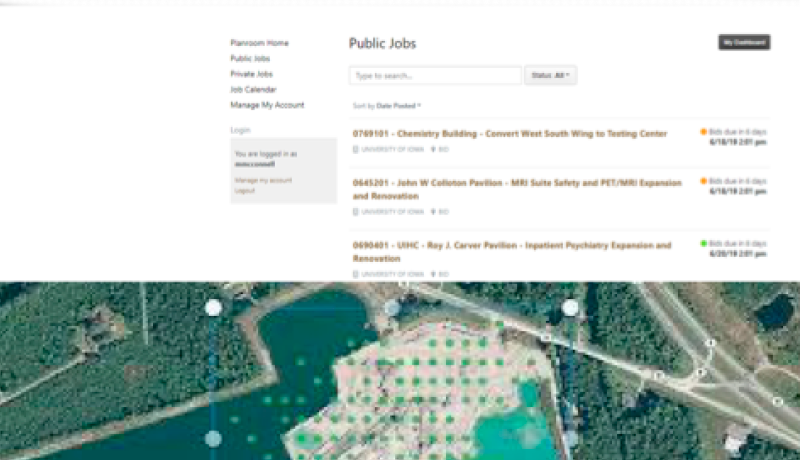 Planroom Home
Public Jobs
Private Jobs
Job Calendar
Manage My Account
Login
You are logged in as
mmcconnell
Manage my account
Logout
Public Jobs
My Dashboard
Type to search...
Status: All
Sort by Date Posted
0769101 - Chemistry Building - Convert West South Wing to Testing Center
UNIVERSITY OF IOWA BID
Bids due in 6 days
6/18/19 2:01 pm
0645201 - John W Colloton Pavilion - MRI Suite Safety and PET/MRI Expansion
and Renovation
UNIVERSITY OF IOWA BID
Bids due in 6 days
6/18/19 2:01 pm
0690401 - UIHC - Roy J. Carver Pavilion - Inpatient Psychiatry Expansion and
Renovation
UNIVERSITY OF IOWA BID
Bids due in 8 days
6/20/19 2:01 pm